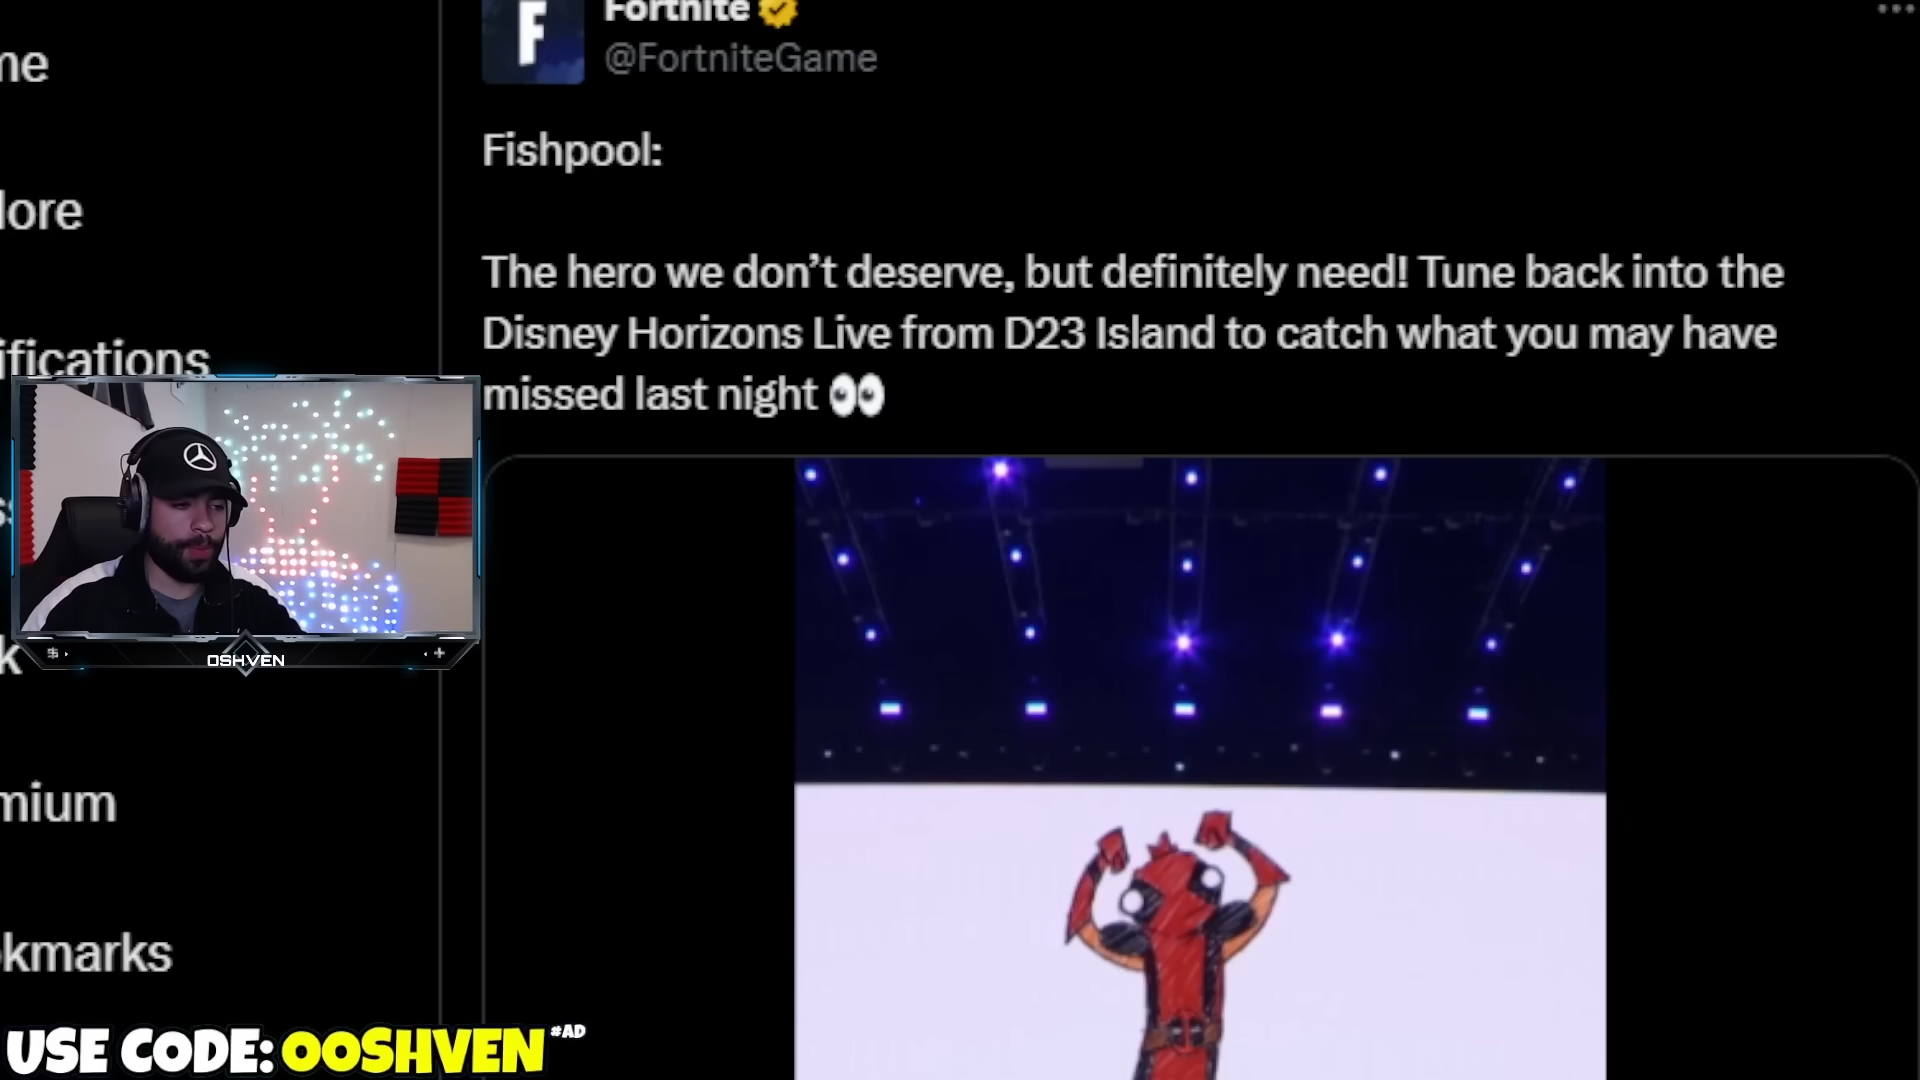 Fortnite
@FortniteGame
Fishpool:
The hero we don’t deserve, but definitely need! Tune back into the
Disney Horizons Live from D23 Island to catch what you may have
missed last night 👀
me
lore
ifications
k
mium
kmarks
F
OSHVEN
USE CODE: OOSHVEN #AD